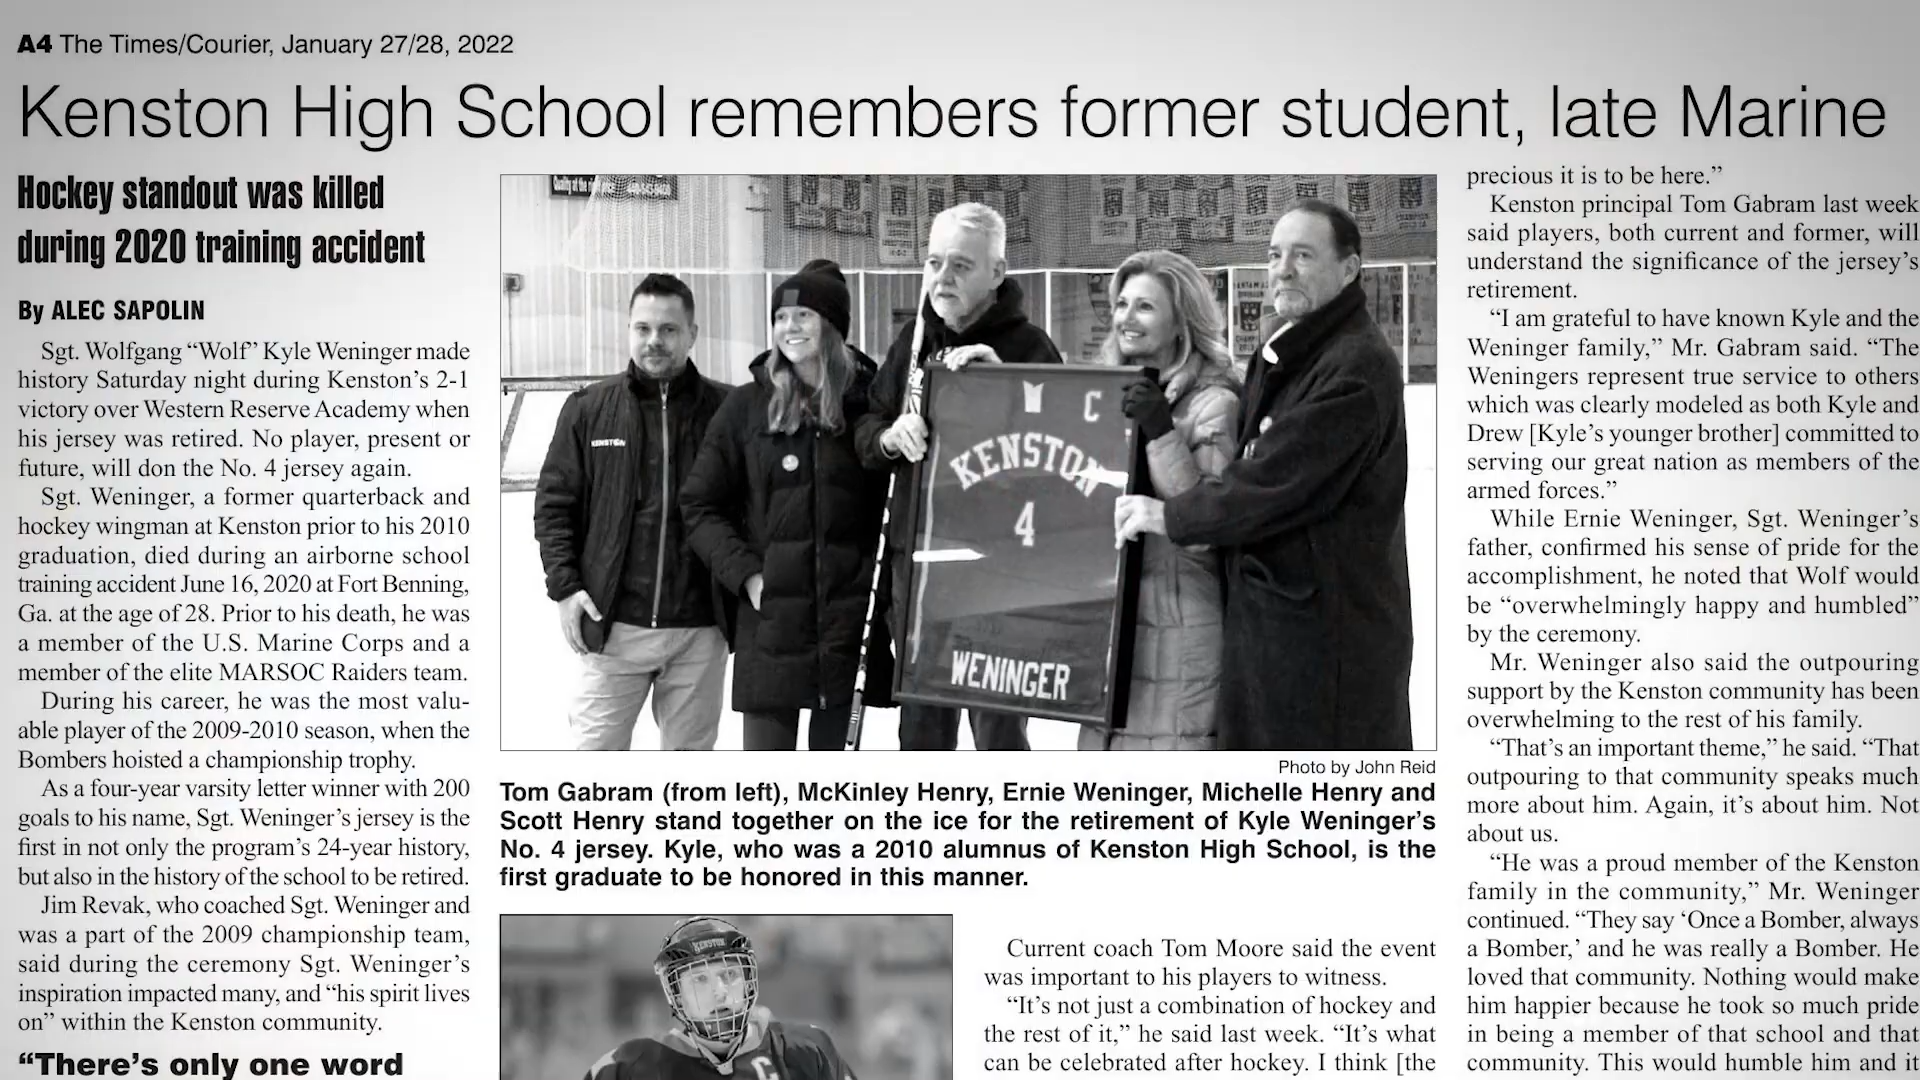 A4 The Times/Courier, January 27/28, 2022
Kenston High School remembers former student, late Marine
Hockey standout was killed
during 2020 training accident
By ALEC SAPOLIN
Sgt. Wolfgang “Wolf” Kyle Weninger made
history Saturday night during Kenston’s 2-1
victory over Western Reserve Academy when
his jersey was retired. No player, present or
future, will don the No. 4 jersey again.
Sgt. Weninger, a former quarterback and
hockey wingman at Kenston prior to his 2010
graduation, died during an airborne school
training accident June 16, 2020 at Fort Benning,
Ga. at the age of 28. Prior to his death, he was
a member of the U.S. Marine Corps and a
member of the elite MARSOC Raiders team.
During his career, he was the most valu-
able player of the 2009-2010 season, when the
Bombers hoisted a championship trophy.
As a four-year varsity letter winner with 200
goals to his name, Sgt. Weninger’s jersey is the
first in not only the program’s 24-year history,
but also in the history of the school to be retired.
Jim Revak, who coached Sgt. Weninger and
was a part of the 2009 championship team,
said during the ceremony Sgt. Weninger’s
inspiration impacted many, and “his spirit lives
on” within the Kenston community.
“There’s only one word
KENSTON
C
KENSTON
4
WENINGER
Photo by John Reid
Tom Gabram (from left), McKinley Henry, Ernie Weninger, Michelle Henry and
Scott Henry stand together on the ice for the retirement of Kyle Weninger’s
No. 4 jersey. Kyle, who was a 2010 alumnus of Kenston High School, is the
first graduate to be honored in this manner.
KENSTON
C
Current coach Tom Moore said the event
was important to his players to witness.
“It’s not just a combination of hockey and
the rest of it,” he said last week. “It’s what
can be celebrated after hockey. I think [the
precious it is to be here.”
Kenston principal Tom Gabram last week
said players, both current and former, will
understand the significance of the jersey’s
retirement.
“I am grateful to have known Kyle and the
Weninger family,” Mr. Gabram said. “The
Weningers represent true service to others
which was clearly modeled as both Kyle and
Drew [Kyle’s younger brother] committed to
serving our great nation as members of the
armed forces.”
While Ernie Weninger, Sgt. Weninger’s
father, confirmed his sense of pride for the
accomplishment, he noted that Wolf would
be “overwhelmingly happy and humbled”
by the ceremony.
Mr. Weninger also said the outpouring
support by the Kenston community has been
overwhelming to the rest of his family.
“That’s an important theme,” he said. “That
outpouring to that community speaks much
more about him. Again, it’s about him. Not
about us.
“He was a proud member of the Kenston
family in the community,” Mr. Weninger
continued. “They say ‘Once a Bomber, always
a Bomber,’ and he was really a Bomber. He
loved that community. Nothing would make
him happier because he took so much pride
in being a member of that school and that
community. This would humble him and it